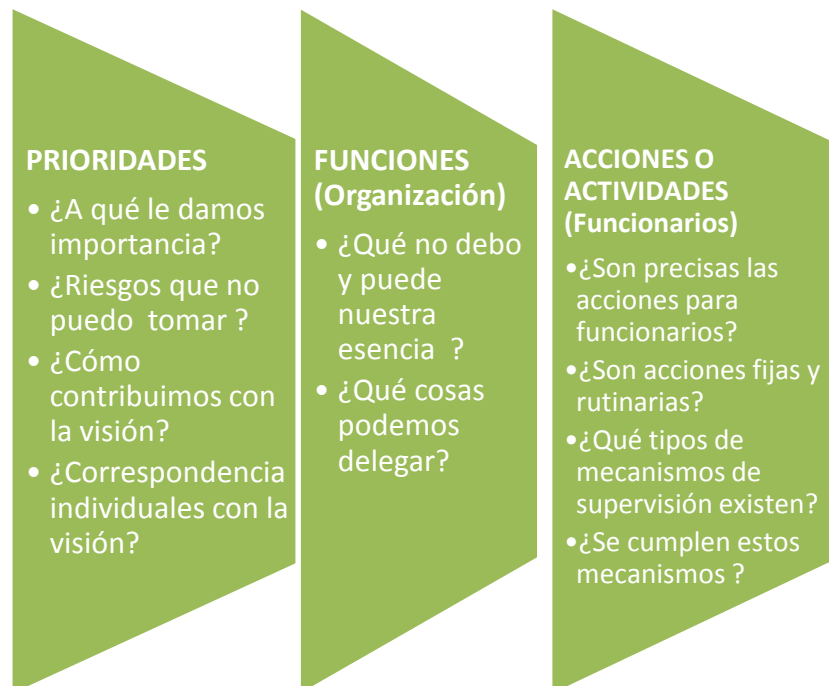 PRIORIDADES
• ¿A qué le damos
importancia?
• ¿Riesgos que no
puedo tomar ?
• ¿Cómo
contribuimos con
la visión?
• ¿Correspondencia
individuales con la
visión?
FUNCIONES
(Organización)
• ¿Qué no debo
y puede
nuestra
esencia ?
• ¿Qué cosas
podemos
delegar?
ACCIONES O
ACTIVIDADES
(Funcionarios)
•¿Son precisas las
acciones para
funcionarios?
•¿Son acciones fijas y
rutinarias?
•¿Qué tipos de
mecanismos de
supervisión existen?
•¿Se cumplen estos
mecanismos ?